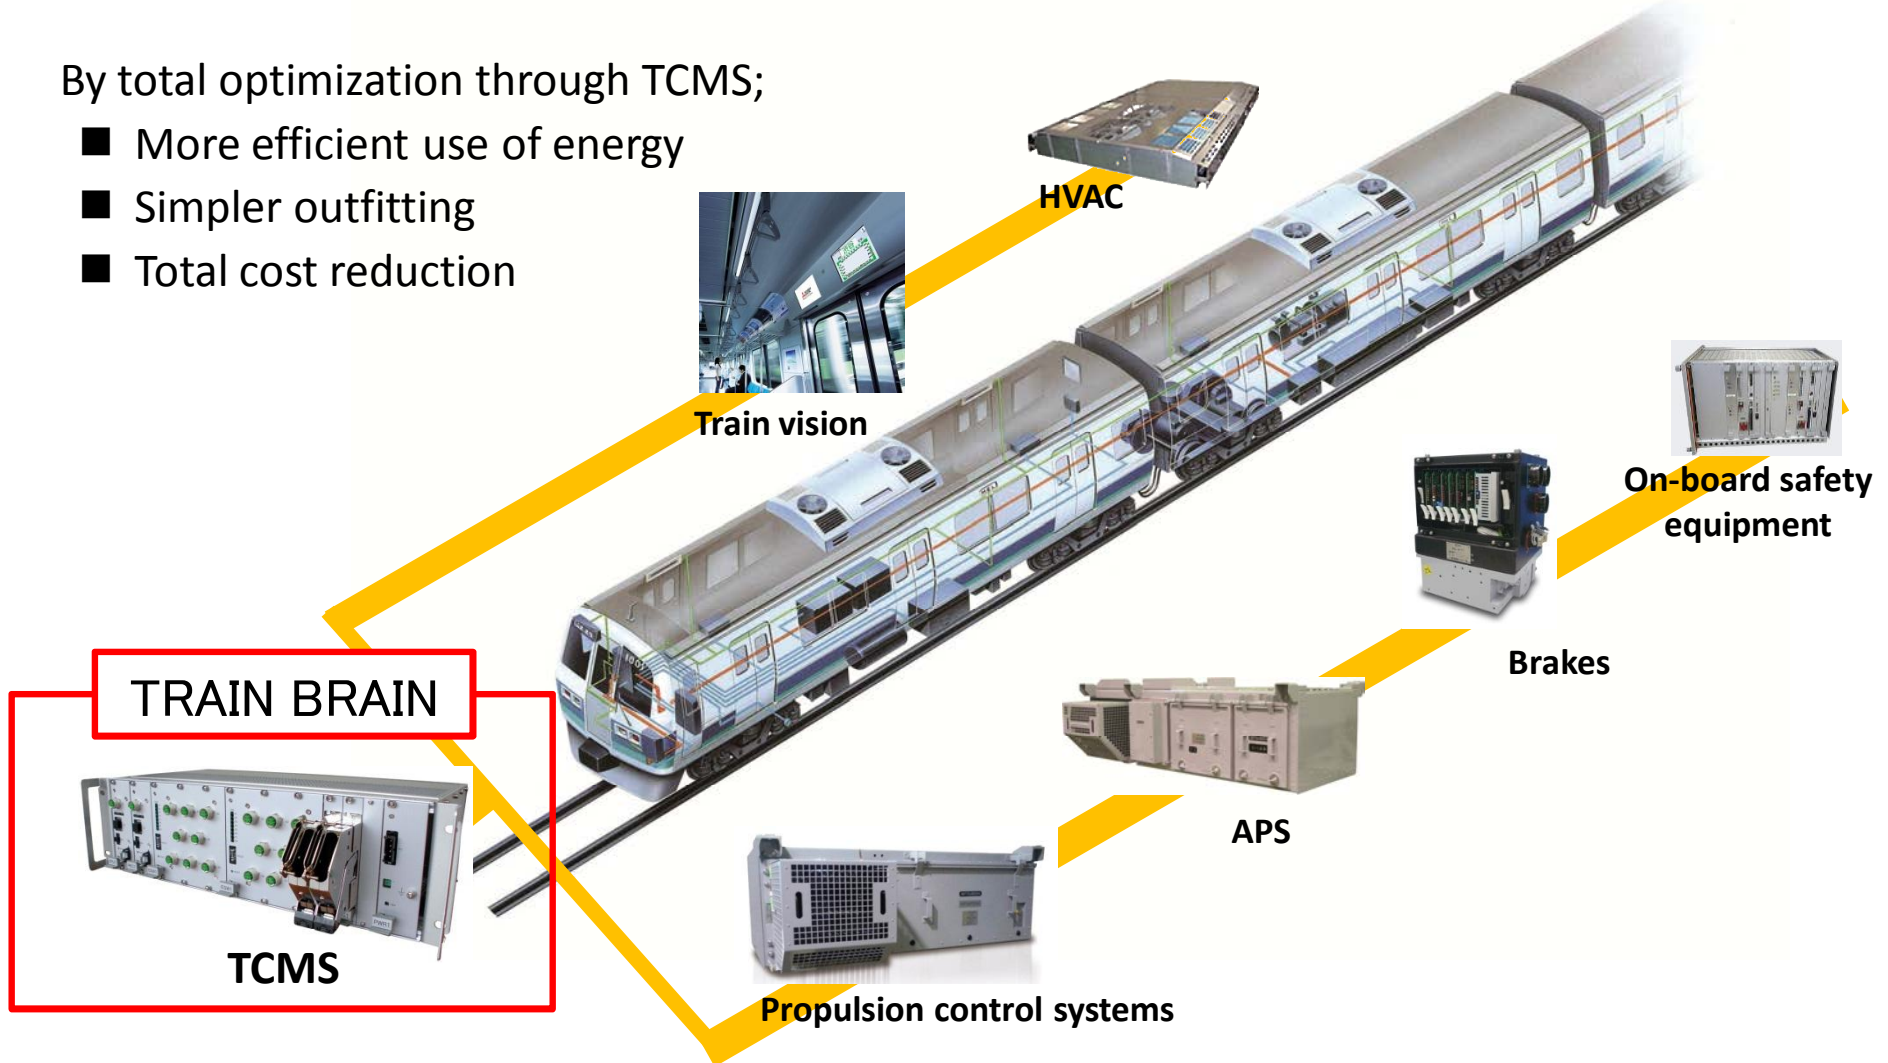 By total optimization through TCMS;
■ More efficient use of energy
■ Simpler outfitting
■ Total cost reduction
HVAC
Train vision
On-board safety
equipment
Brakes
TRAIN BRAIN
APS
TCMS
Propulsion control systems